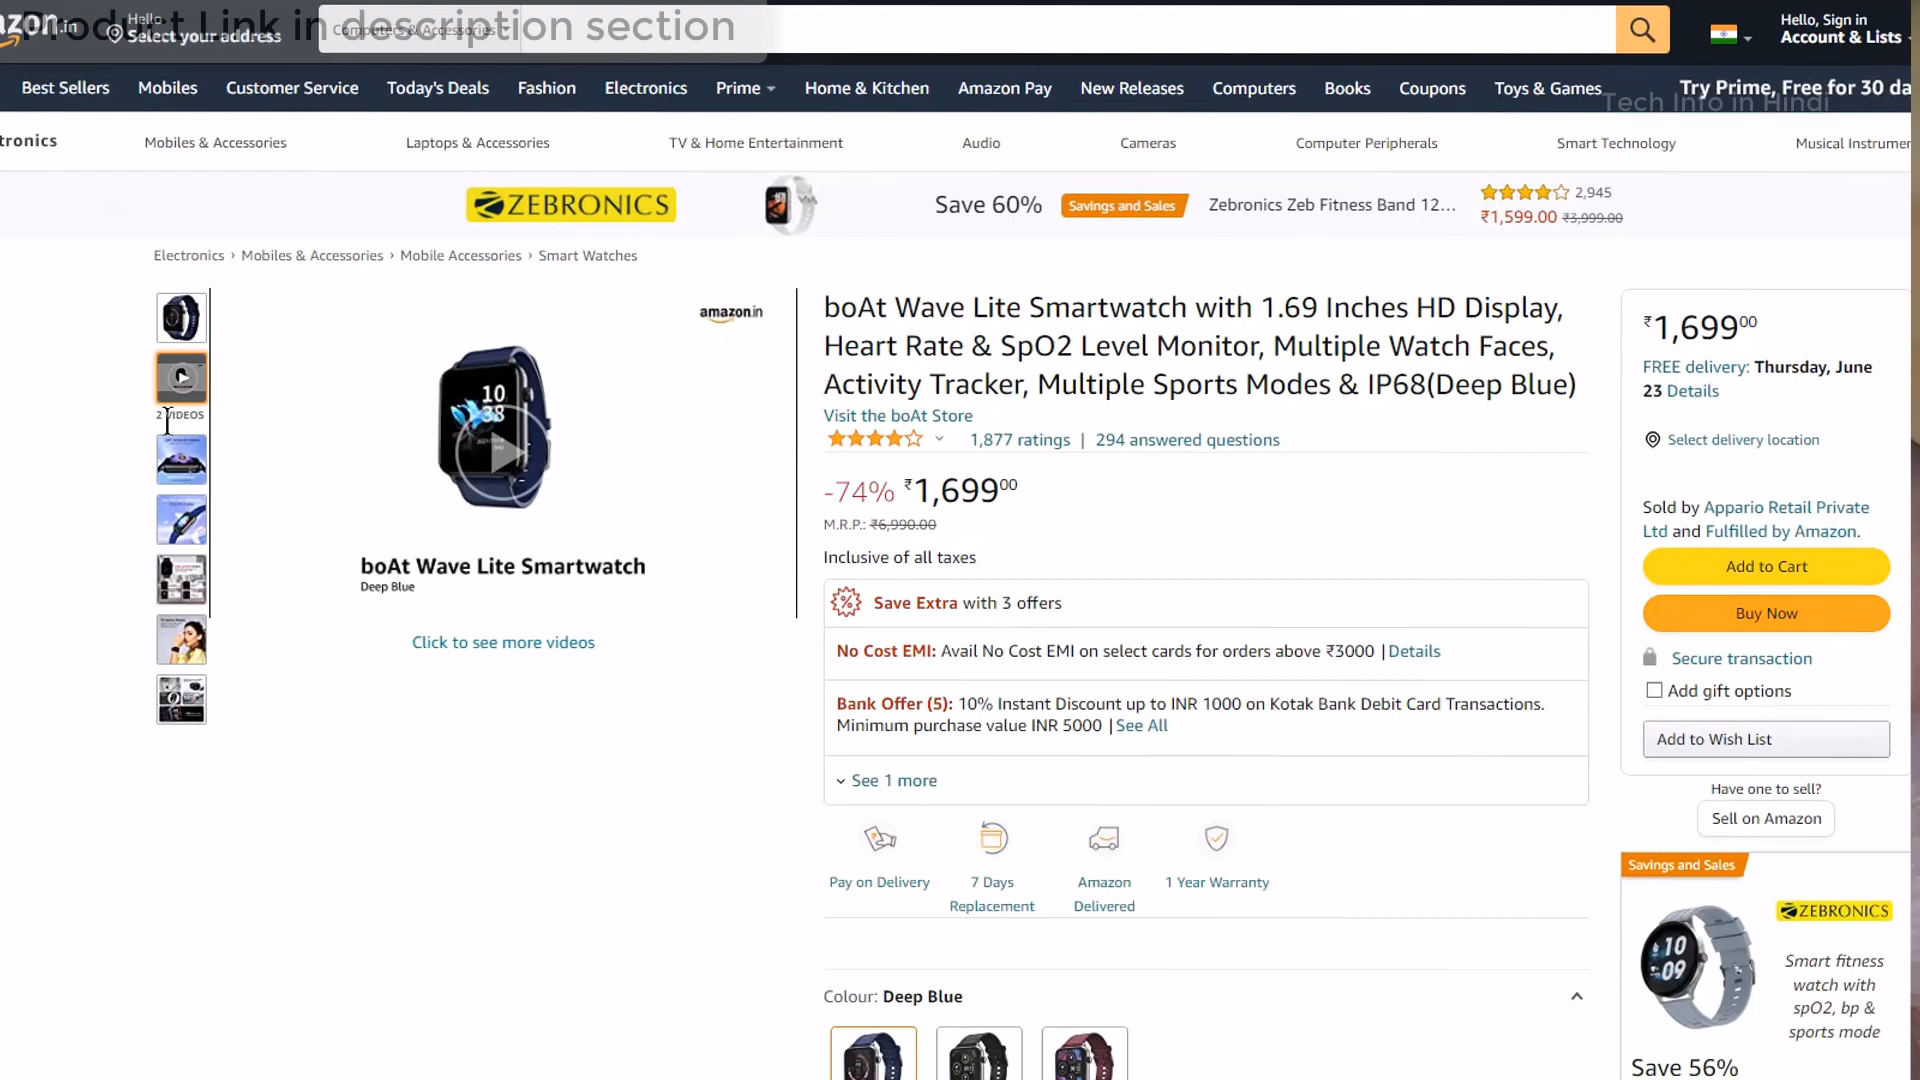 Product Link in description section
azon.in
Hello
Select your address
Computers & Accessories
Hello, Sign in
Account & Lists
Best Sellers
Mobiles
Customer Service
Today's Deals
Fashion
Electronics
Prime
Home & Kitchen
Amazon Pay
New Releases
Computers
Books
Coupons
Toys & Games
Try Prime, Free for 30 da
Tech Info in Hindi
tronics
Mobiles & Accessories
Laptops & Accessories
TV & Home Entertainment
Audio
Cameras
Computer Peripherals
Smart Technology
Musical Instrumen
ZEBRONICS
Save 60%
Savings and Sales
Zebronics Zeb Fitness Band 12...
2,945
₹1,599.00 ₹3,999.00
Electronics › Mobiles & Accessories › Mobile Accessories › Smart Watches
2 VIDEOS
amazon.in
10
38
boAt Wave Lite Smartwatch
Deep Blue
Click to see more videos
boAt Wave Lite Smartwatch with 1.69 Inches HD Display,
Heart Rate & SpO2 Level Monitor, Multiple Watch Faces,
Activity Tracker, Multiple Sports Modes & IP68(Deep Blue)
Visit the boAt Store
1,877 ratings | 294 answered questions
-74% ₹1,69900
M.R.P.: ₹6,990.00
Inclusive of all taxes
Save Extra with 3 offers
No Cost EMI: Avail No Cost EMI on select cards for orders above ₹3000 | Details
Bank Offer (5): 10% Instant Discount up to INR 1000 on Kotak Bank Debit Card Transactions.
Minimum purchase value INR 5000 | See All
See 1 more
Pay on Delivery
7 Days
Replacement
Amazon
Delivered
1 Year Warranty
Colour: Deep Blue
₹1,69900
FREE delivery: Thursday, June
23 Details
Select delivery location
Sold by Appario Retail Private
Ltd and Fulfilled by Amazon.
Add to Cart
Buy Now
Secure transaction
Add gift options
Add to Wish List
Have one to sell?
Sell on Amazon
Savings and Sales
ZEBRONICS
10
09
Smart fitness
watch with
spO2, bp &
sports mode
Save 56%